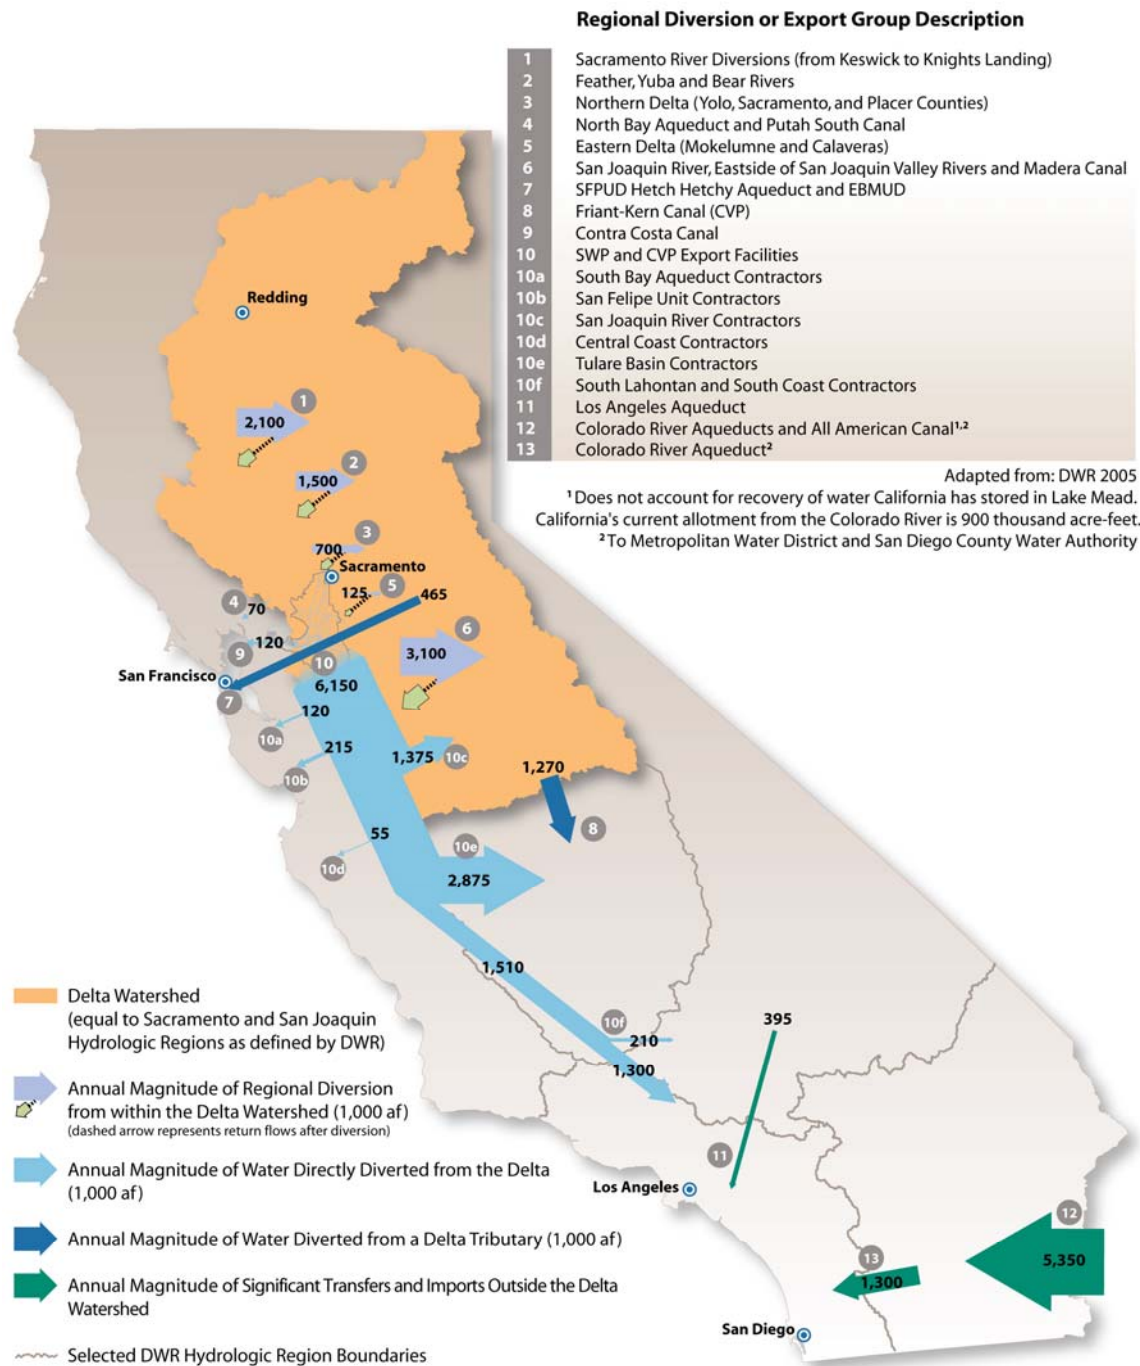 Regional Diversion or Export Group Description
1 Sacramento River Diversions (from Keswick to Knights Landing)
2 Feather, Yuba and Bear Rivers
3 Northern Delta (Yolo, Sacramento, and Placer Counties)
4 North Bay Aqueduct and Putah South Canal
5 Eastern Delta (Mokelumne and Calaveras)
6 San Joaquin River, Eastside of San Joaquin Valley Rivers and Madera Canal
7 SFPUD Hetch Hetchy Aqueduct and EBMUD
8 Friant-Kern Canal (CVP)
9 Contra Costa Canal
10 SWP and CVP Export Facilities
10a South Bay Aqueduct Contractors
10b San Felipe Unit Contractors
10c San Joaquin River Contractors
10d Central Coast Contractors
10e Tulare Basin Contractors
10f South Lahontan and South Coast Contractors
11 Los Angeles Aqueduct
12 Colorado River Aqueducts and All American Canal¹,²
13 Colorado River Aqueduct²
Adapted from: DWR 2005
¹ Does not account for recovery of water California has stored in Lake Mead.
California's current allotment from the Colorado River is 900 thousand acre-feet.
² To Metropolitan Water District and San Diego County Water Authority
Redding
1
2,100
2
1,500
3
700
Sacramento
125
5
465
4
70
120
9
6
3,100
10
San Francisco
7
6,150
120
10a
215
10b
1,375
10c
1,270
8
55
10d
10e
2,875
1,510
10f
210
1,300
395
11
Los Angeles
12
5,350
13
1,300
San Diego
Delta Watershed
(equal to Sacramento and San Joaquin
Hydrologic Regions as defined by DWR)
Annual Magnitude of Regional Diversion
from within the Delta Watershed (1,000 af)
(dashed arrow represents return flows after diversion)
Annual Magnitude of Water Directly Diverted from the Delta
(1,000 af)
Annual Magnitude of Water Diverted from a Delta Tributary (1,000 af)
Annual Magnitude of Significant Transfers and Imports Outside the Delta
Watershed
Selected DWR Hydrologic Region Boundaries